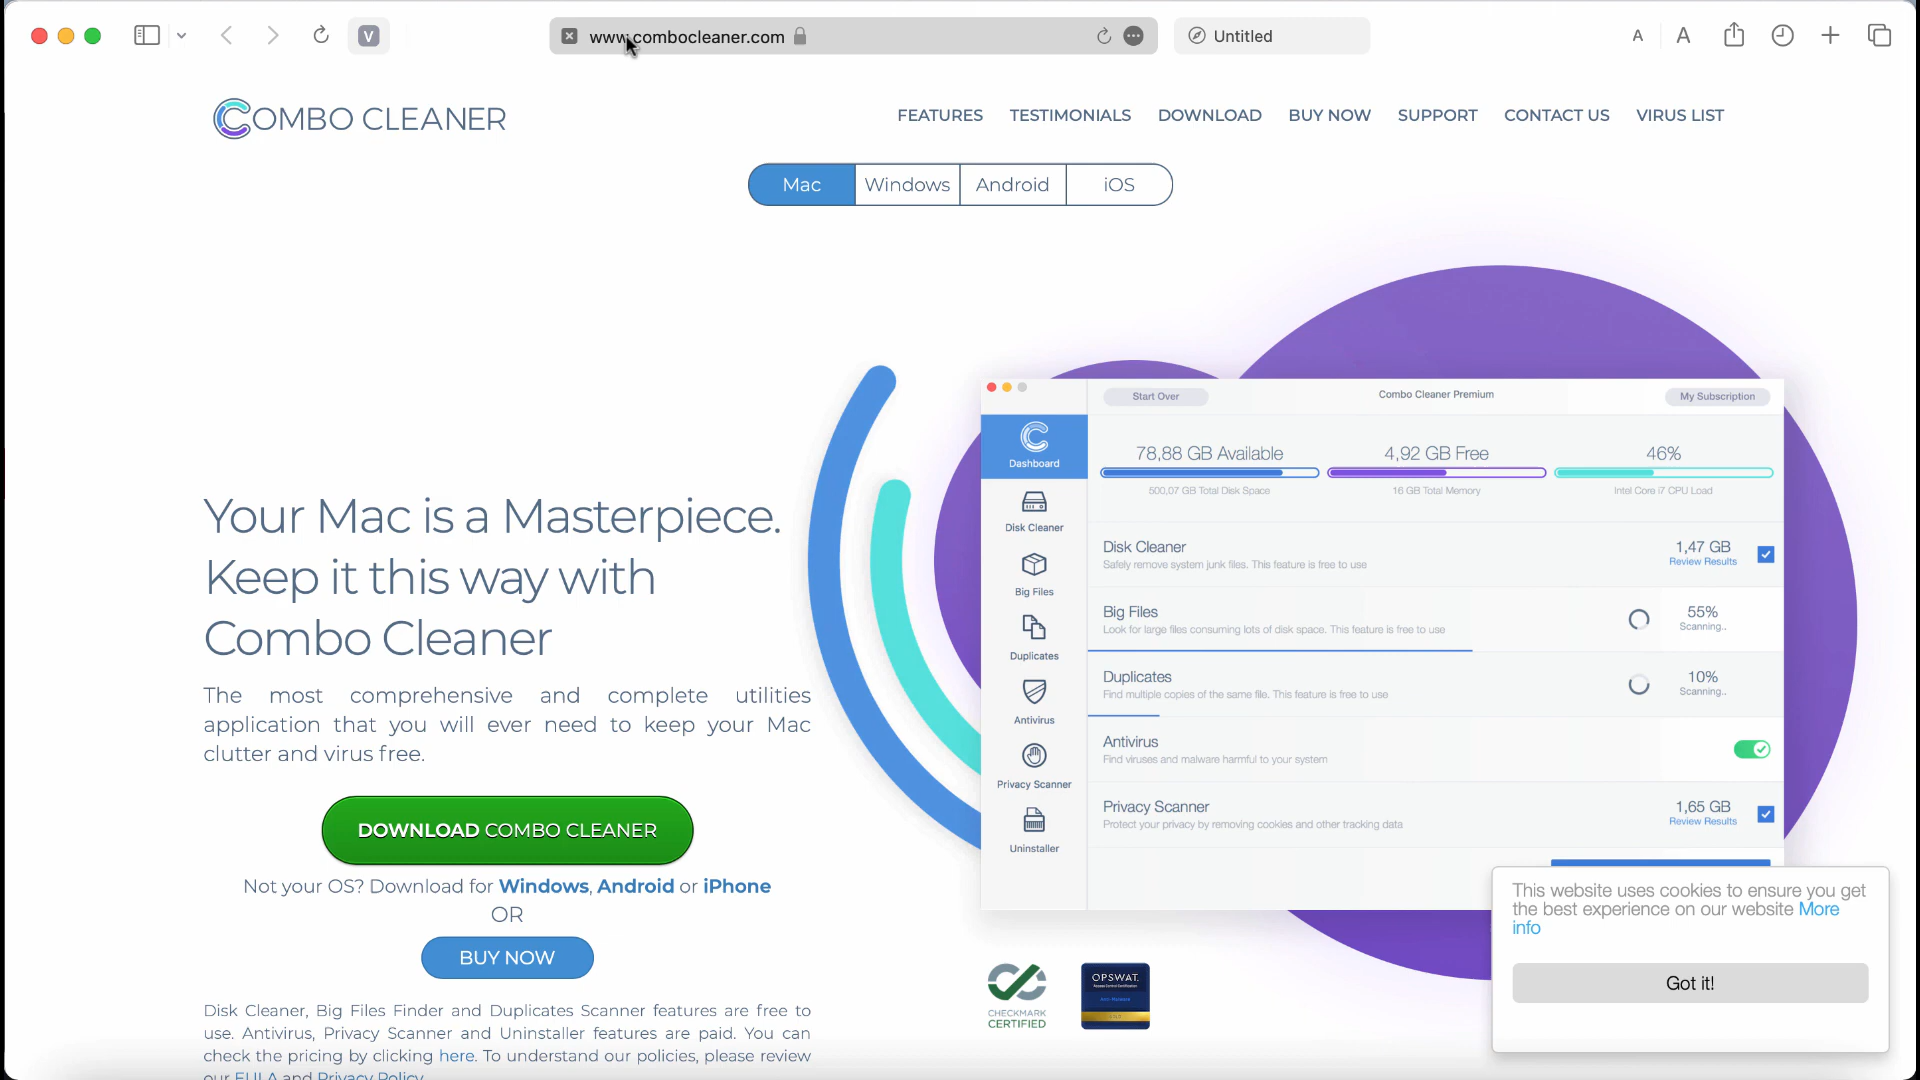 V
www.combocleaner.com
Untitled
A
A
COMBO CLEANER
FEATURES
TESTIMONIALS
DOWNLOAD
BUY NOW
SUPPORT
CONTACT US
VIRUS LIST
Mac
Windows
Android
iOS
Your Mac is a Masterpiece.
Keep it this way with
Combo Cleaner
The most comprehensive and complete utilities
application that you will ever need to keep your Mac
clutter and virus free.
DOWNLOAD COMBO CLEANER
Not your OS? Download for Windows, Android or iPhone
OR
BUY NOW
Disk Cleaner, Big Files Finder and Duplicates Scanner features are free to
use. Antivirus, Privacy Scanner and Uninstaller features are paid. You can
check the pricing by clicking here. To understand our policies, please review
our EULA and Privacy Policy.
Start Over
Combo Cleaner Premium
My Subscription
Dashboard
Disk Cleaner
Big Files
Duplicates
Antivirus
Privacy Scanner
Uninstaller
78,88 GB Available
500,07 GB Total Disk Space
4,92 GB Free
16 GB Total Memory
46%
Intel Core i7 CPU Load
Disk Cleaner
Safely remove system junk files. This feature is free to use
1,47 GB
Review Results
Big Files
Look for large files consuming lots of disk space. This feature is free to use
55%
Scanning..
Duplicates
Find multiple copies of the same file. This feature is free to use
10%
Scanning..
Antivirus
Find viruses and malware harmful to your system
Privacy Scanner
Protect your privacy by removing cookies and other tracking data
1,65 GB
Review Results
CHECKMARK
CERTIFIED
OPSWAT.
Access Control Certification
Anti-Malware
GOLD
This website uses cookies to ensure you get
the best experience on our website More
info
Got it!